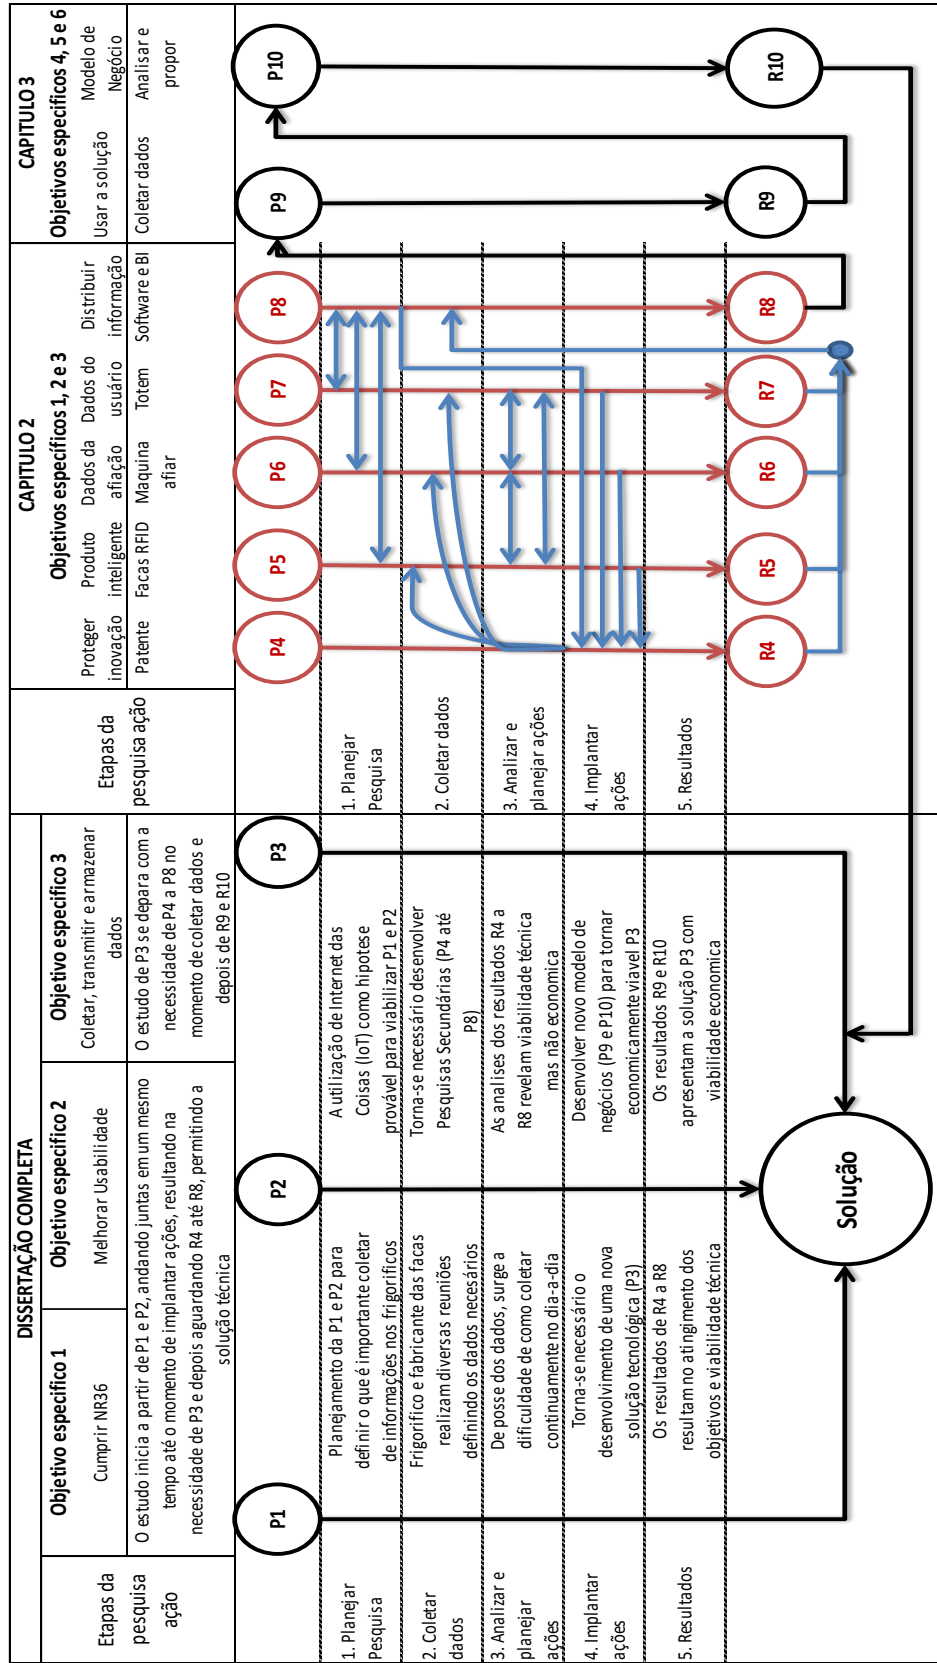 DISSERTAÇÃO COMPLETA
Etapas da
pesquisa
ação
Objetivo específico 1
Cumprir NR36
Objetivo especifico 2
Melhorar Usabilidade
Objetivo especifico 3
Coletar, transmitir e armazenar
dados
O estudo inicia a partir de P1 e P2, andando juntas em um mesmo
tempo até o momento de implantar ações, resultando na
necessidade de P3 e depois aguardando R4 até R8, permitindo a
solução técnica
O estudo de P3 se depara com a
necessidade de P4 a P8 no
momento de coletar dados e
depois de R9 e R10
P1
P2
P3
1. Planejar
Pesquisa
Planejamento da P1 e P2 para
definir o que é importante coletar
de informações nos frigoríficos
A utilização de Internet das
Coisas (IoT) como hipotese
provável para viabilizar P1 e P2
2. Coletar
dados
Frigorífico e fabricante das facas
realizam diversas reuniões
definindo os dados necesários
Torna-se necessário desenvolver
Pesquisas Secundárias (P4 até
P8)
3. Analizar e
planejar
ações
De posse dos dados, surge a
dificuldade de como coletar
continuamente no dia-a-dia
As analises dos resultados R4 a
R8 revelam viabilidade técnica
mas não economica
4. Implantar
ações
Torna-se necessário o
desenvolvimento de uma nova
solução tecnológica (P3)
Desenvolver novo modelo de
negócios (P9 e P10) para tornar
economicamente viavel P3
5. Resultados
Os resultados de R4 a R8
resultam no atingimento dos
objetivos e viabilidade técnica
Os resultados R9 e R10
apresentam a solução P3 com
viabilidade economica
Solução
Etapas da
pesquisa ação
CAPITULO 2
Objetivos específicos 1, 2 e 3
Proteger
inovação
Produto
inteligente
Dados da
afiação
Dados do
usuário
Distribuir
informação
Patente
Facas RFID
Maquina
afiar
Totem
Software e BI
CAPITULO 3
Objetivos especificos 4, 5 e 6
Usar a solução
Modelo de
Negócio
Coletar dados
Analisar e
propor
P4
P5
P6
P7
P8
P9
P10
1. Planejar
Pesquisa
2. Coletar dados
3. Analizar e
planejar ações
4. Implantar
ações
5. Resultados
R4
R5
R6
R7
R8
R9
R10